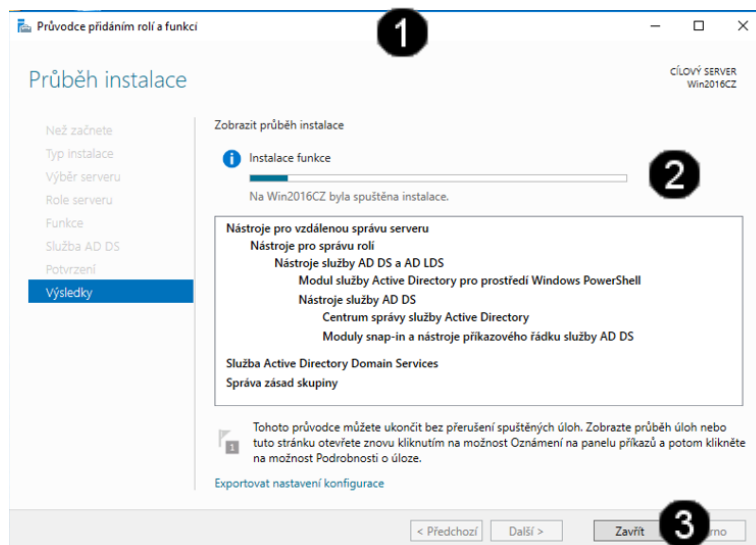 Průvodce přidáním rolí a funkcí
1
Průběh instalace
CÍLOVÝ SERVER
Win2016CZ
Než začnete
Typ instalace
Výběr serveru
Role serveru
Funkce
Služba AD DS
Potvrzení
Výsledky
Zobrazit průběh instalace
Instalace funkce
2
Na Win2016CZ byla spuštěna instalace.
Nástroje pro vzdálenou správu serveru
Nástroje pro správu rolí
Nástroje služby AD DS a AD LDS
Modul služby Active Directory pro prostředí Windows PowerShell
Nástroje služby AD DS
Centrum správy služby Active Directory
Moduly snap-in a nástroje příkazového řádku služby AD DS
Služba Active Directory Domain Services
Správa zásad skupiny
1
Tohoto průvodce můžete ukončit bez přerušení spuštěných úloh. Zobrazte průběh úloh nebo
tuto stránku otevřete znovu kliknutím na možnost Oznámení na panelu příkazů a potom klikněte
na možnost Podrobnosti o úloze.
Exportovat nastavení konfigurace
< Předchozí Další > Zavřít 3